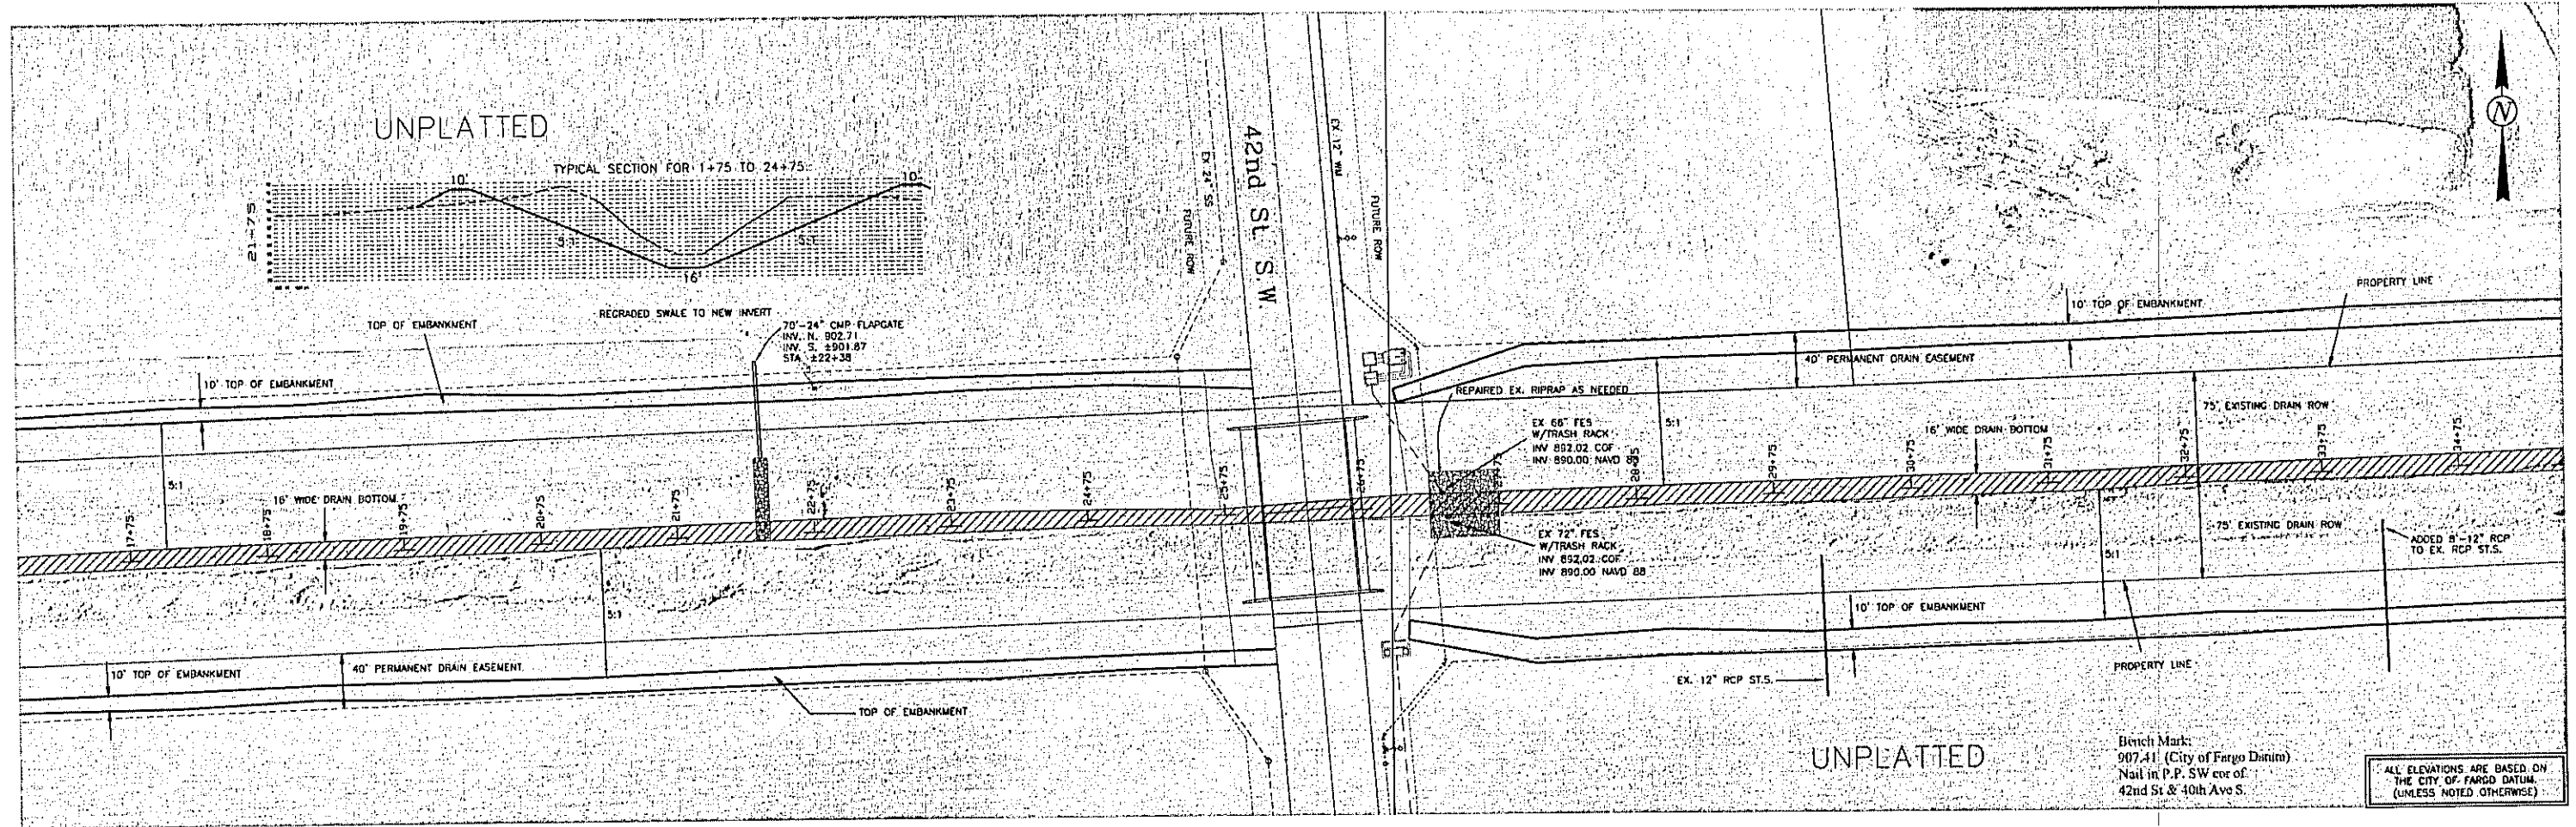 UNPLATTED
TYPICAL SECTION FOR 1+75 TO 24+75
10'
10'
21-75
5:1
5:1
16'
REGRADED SWALE TO NEW INVERT
TOP OF EMBANKMENT
70'-24" CMP FLAPGATE
INV. N. 902.71
INV. S. ±901.87
STA. ±22+38
10' TOP OF EMBANKMENT
5:1
16' WIDE DRAIN BOTTOM
17+75
18+75
19+75
20+75
21+75
22+75
23+75
24+75
25+75
26+75
5:1
10' TOP OF EMBANKMENT
40' PERMANENT DRAIN EASEMENT
TOP OF EMBANKMENT
FUTURE ROW
EX 24" SS
42nd St. S.W.
EX 12" WM
FUTURE ROW
N
PROPERTY LINE
10' TOP OF EMBANKMENT
40' PERMANENT DRAIN EASEMENT
REPAIRED EX. RIPRAP AS NEEDED
EX 66" FES
W/TRASH RACK
INV 892.02 COF
INV 890.00 NAVD 88
5:1
75' EXISTING DRAIN ROW
16' WIDE DRAIN BOTTOM
28+75
29+75
30+75
31+75
32+75
33+75
34+75
EX 72" FES
W/TRASH RACK
INV 892.02 COF
INV 890.00 NAVD 88
75' EXISTING DRAIN ROW
5:1
ADDED 8'-12" RCP
TO EX. RCP ST.S.
10' TOP OF EMBANKMENT
PROPERTY LINE
EX. 12" RCP ST.S.
UNPLATTED
Bench Mark:
907.41 (City of Fargo Datum)
Nail in P.P. SW cor of
42nd St & 40th Ave S.
ALL ELEVATIONS ARE BASED ON
THE CITY OF FARGO DATUM
(UNLESS NOTED OTHERWISE)